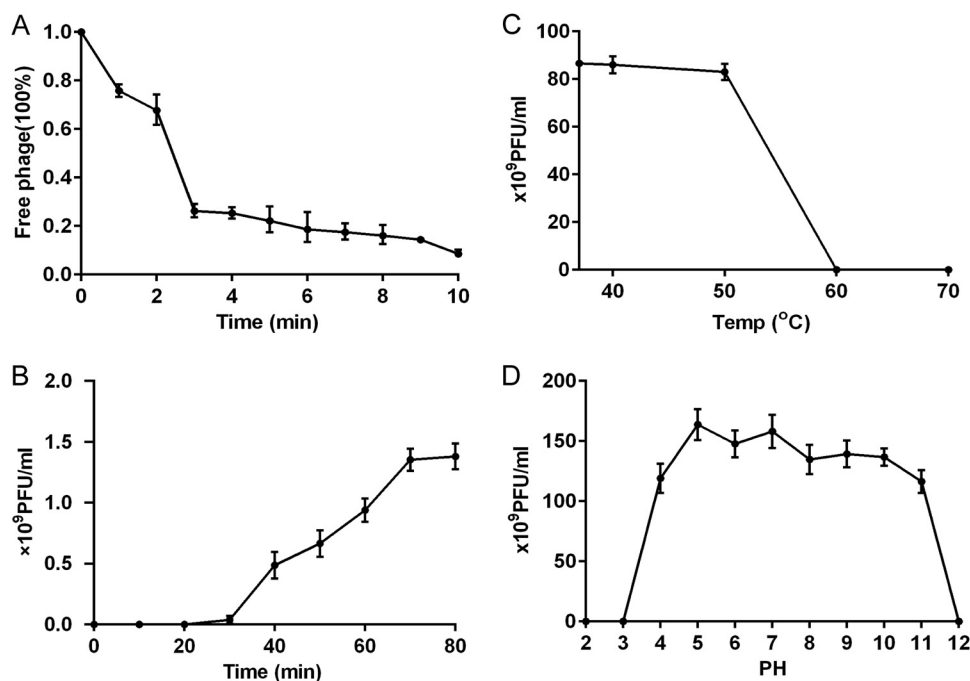 A
1.0
0.8
0.6
0.4
0.2
0.0
Free phage(100%)
0 2 4 6 8 10
Time (min)
C
100
80
60
40
20
0
x10⁹PFU/ml
40 50 60 70
Temp (°C)
B
2.0
1.5
1.0
0.5
0.0
×10⁹PFU/ml
0 20 40 60 80
Time (min)
D
200
150
100
50
0
x10⁹PFU/ml
2 3 4 5 6 7 8 9 10 11 12
PH